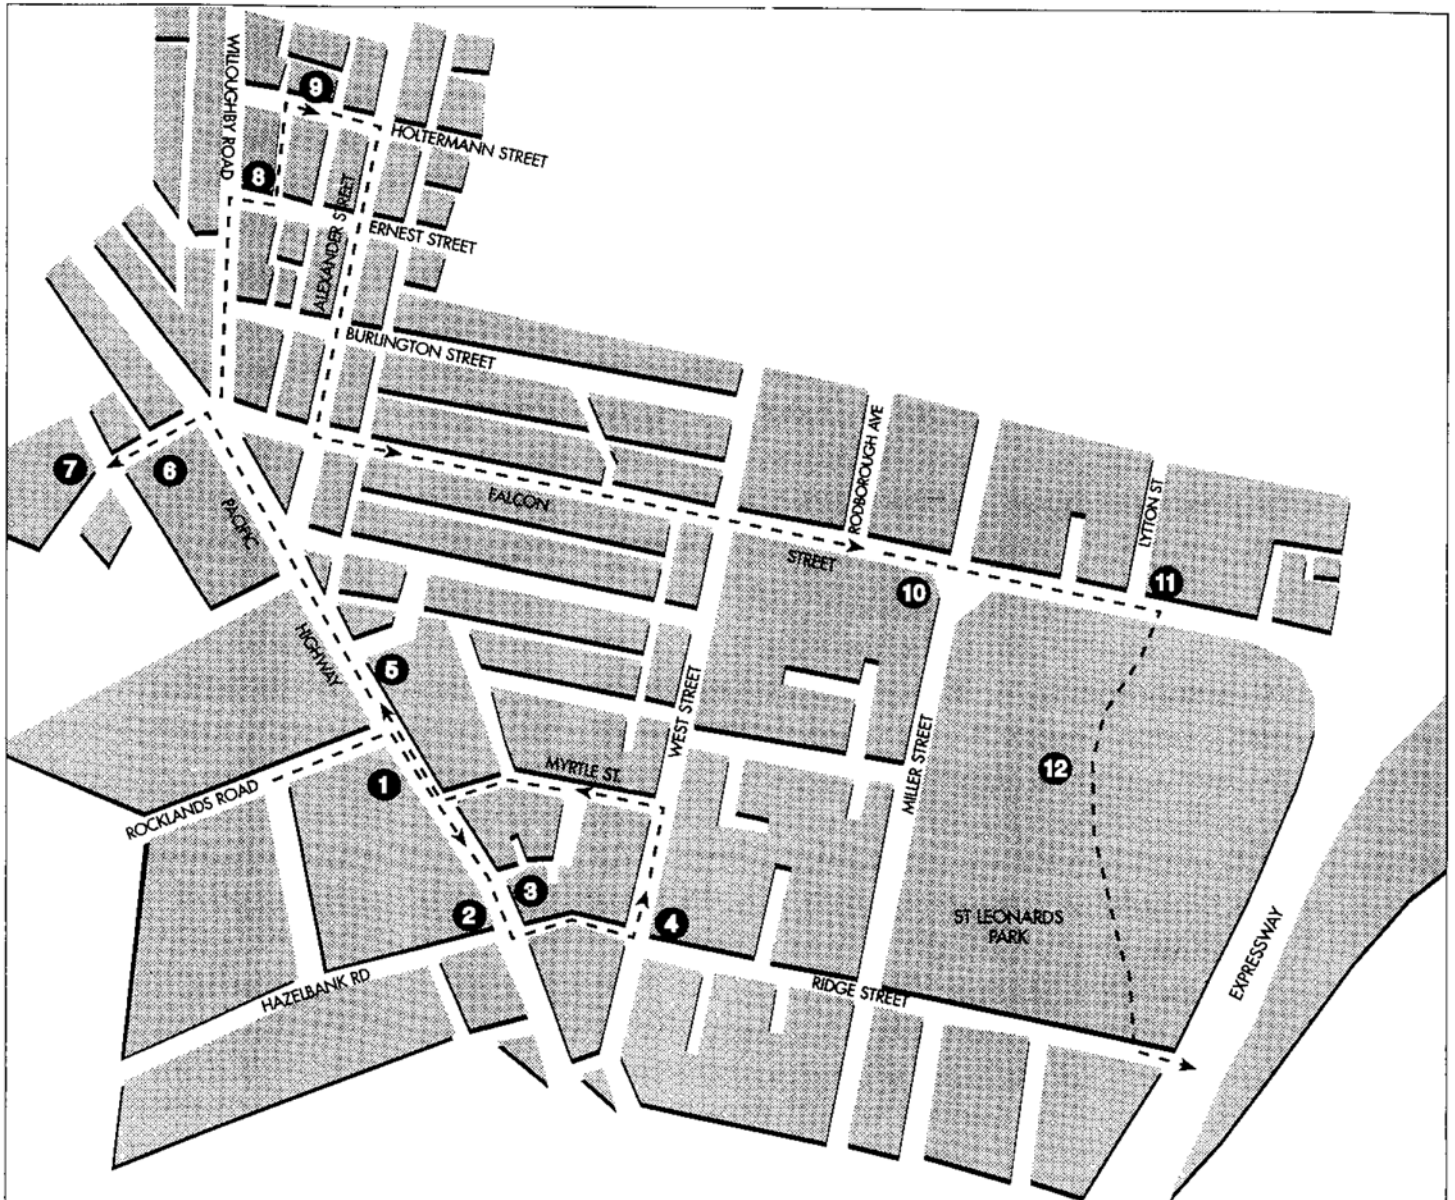 WILLOUGHBY ROAD
9
HOLTERMANN STREET
8
ALEXANDER STREET
ERNEST STREET
BURLINGTON STREET
7
6
PACIFIC
FALCON
STREET
RODBOROUGH AVE
LYTTON ST
10
11
HIGHWAY
5
WEST STREET
MILLER STREET
12
1
MYRTLE ST.
ROCKLANDS ROAD
3
2
4
ST LEONARDS
PARK
HAZELBANK RD
RIDGE STREET
EXPRESSWAY